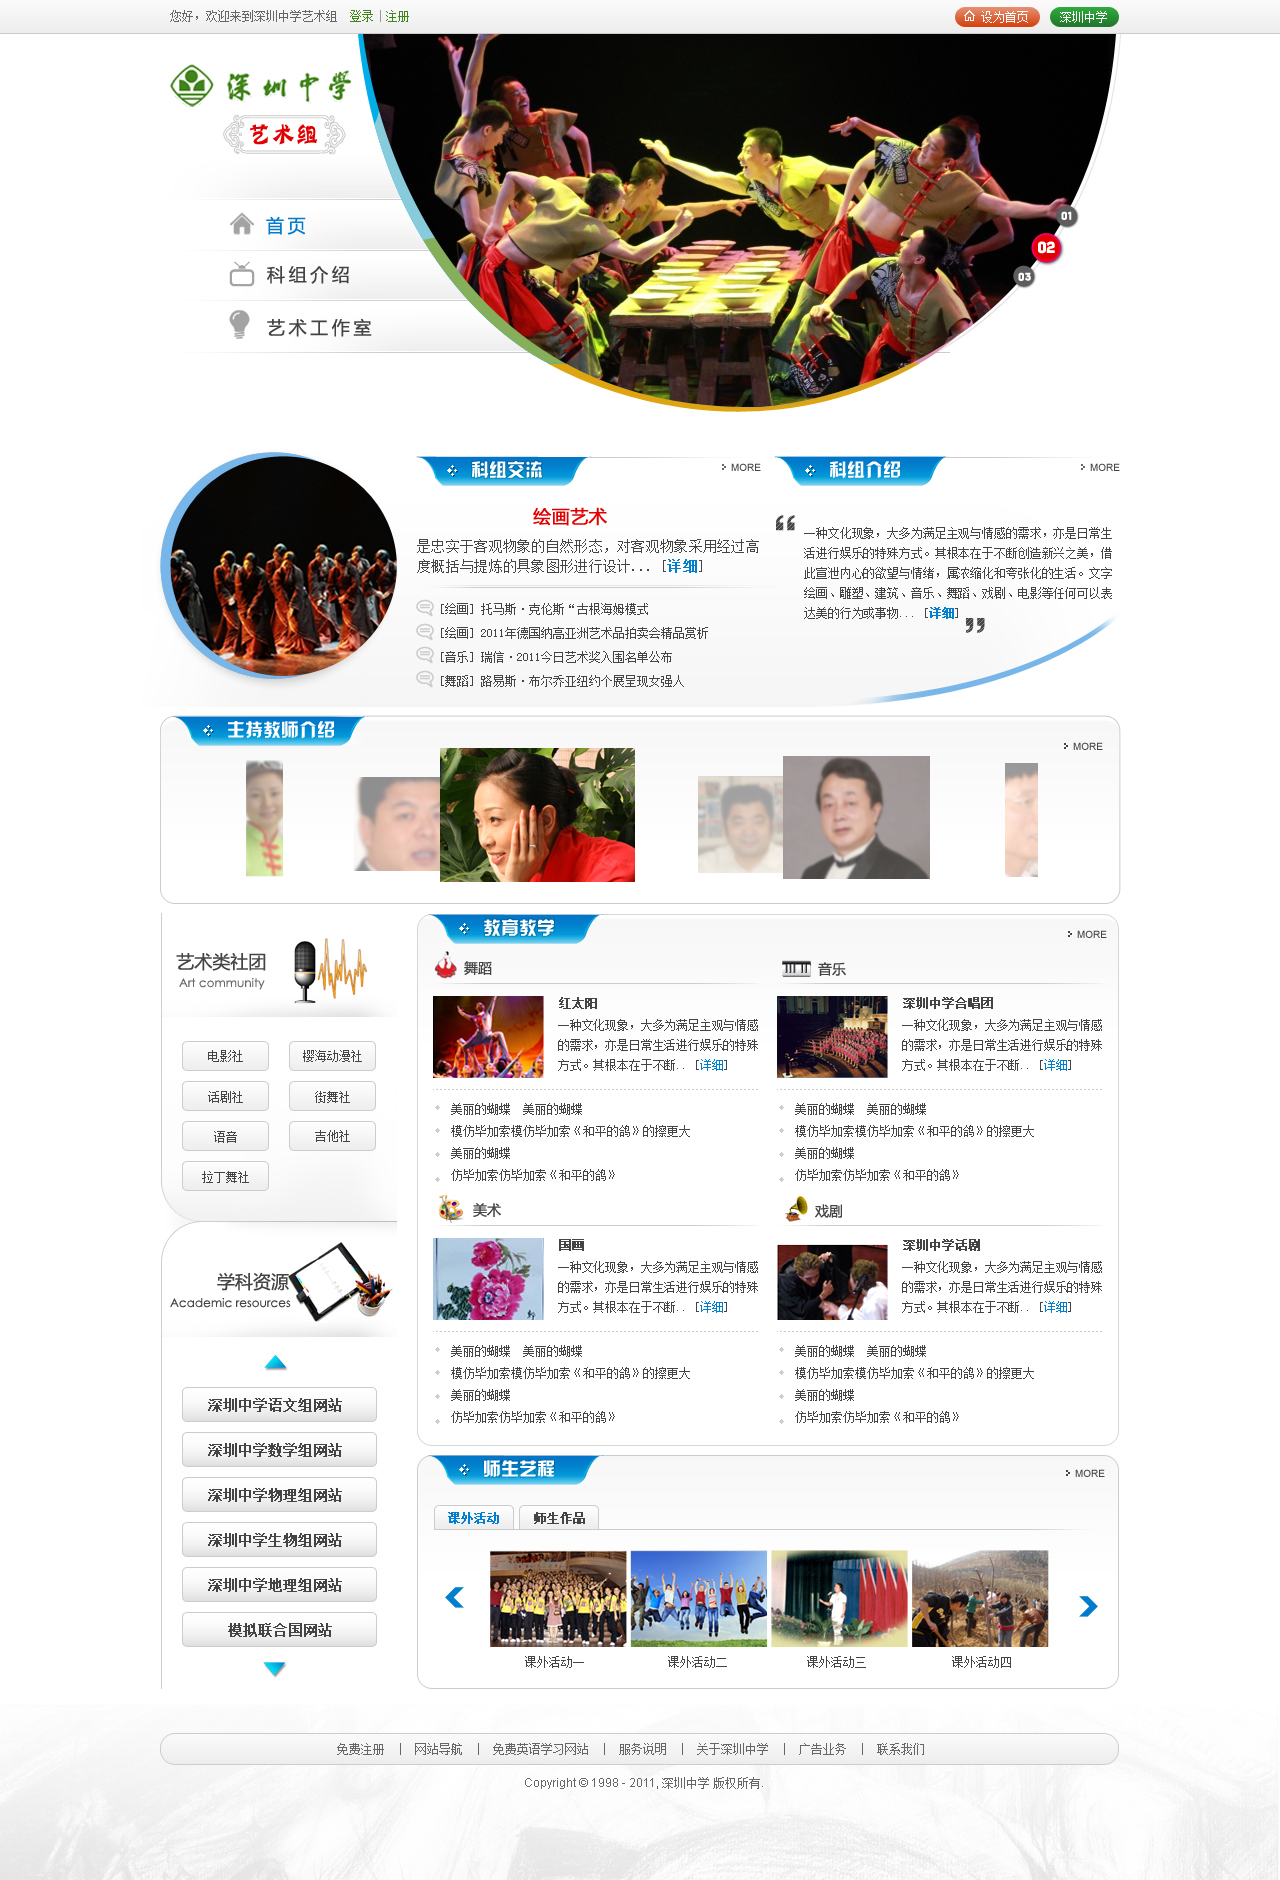 您好，欢迎来到深圳中学艺术组 登录 | 注册
设为首页
深圳中学
深圳中學
艺术组
首页
科组介绍
艺术工作室
01
02
03
科组交流
MORE
绘画艺术
是忠实于客观物象的自然形态，对客观物象采用经过高
度概括与提炼的具象图形进行设计... [详细]
[绘画] 托马斯·克伦斯“古根海姆模式
[绘画] 2011年德国纳高亚洲艺术品拍卖会精品赏析
[音乐] 瑞信·2011今日艺术奖入围名单公布
[舞蹈] 路易斯·布尔乔亚纽约个展呈现女强人
科组介绍
MORE
一种文化现象，大多为满足主观与情感的需求，亦是日常生
活进行娱乐的特殊方式。其根本在于不断创造新兴之美，借
此宣泄内心的欲望与情绪，属浓缩化和夸张化的生活。文字
绘画、雕塑、建筑、音乐、舞蹈、戏剧、电影等任何可以表
达美的行为或事物... [详细]
主持教师介绍
MORE
艺术类社团
Art community
电影社
樱海动漫社
话剧社
街舞社
语音
吉他社
拉丁舞社
学科资源
Academic resources
深圳中学语文组网站
深圳中学数学组网站
深圳中学物理组网站
深圳中学生物组网站
深圳中学地理组网站
模拟联合国网站
教育教学
MORE
舞蹈
红太阳
一种文化现象，大多为满足主观与情感
的需求，亦是日常生活进行娱乐的特殊
方式。其根本在于不断.. [详细]
美丽的蝴蝶 美丽的蝴蝶
模仿毕加索模仿毕加索《和平的鸽》的擦更大
美丽的蝴蝶
仿毕加索仿毕加索《和平的鸽》
音乐
深圳中学合唱团
一种文化现象，大多为满足主观与情感
的需求，亦是日常生活进行娱乐的特殊
方式。其根本在于不断.. [详细]
美丽的蝴蝶 美丽的蝴蝶
模仿毕加索模仿毕加索《和平的鸽》的擦更大
美丽的蝴蝶
仿毕加索仿毕加索《和平的鸽》
美术
国画
一种文化现象，大多为满足主观与情感
的需求，亦是日常生活进行娱乐的特殊
方式。其根本在于不断.. [详细]
美丽的蝴蝶 美丽的蝴蝶
模仿毕加索模仿毕加索《和平的鸽》的擦更大
美丽的蝴蝶
仿毕加索仿毕加索《和平的鸽》
戏剧
深圳中学话剧
一种文化现象，大多为满足主观与情感
的需求，亦是日常生活进行娱乐的特殊
方式。其根本在于不断.. [详细]
美丽的蝴蝶 美丽的蝴蝶
模仿毕加索模仿毕加索《和平的鸽》的擦更大
美丽的蝴蝶
仿毕加索仿毕加索《和平的鸽》
师生艺程
MORE
课外活动
师生作品
课外活动一
课外活动二
课外活动三
课外活动四
免费注册 | 网站导航 | 免费英语学习网站 | 服务说明 | 关于深圳中学 | 广告业务 | 联系我们
Copyright © 1998 - 2011, 深圳中学 版权所有.